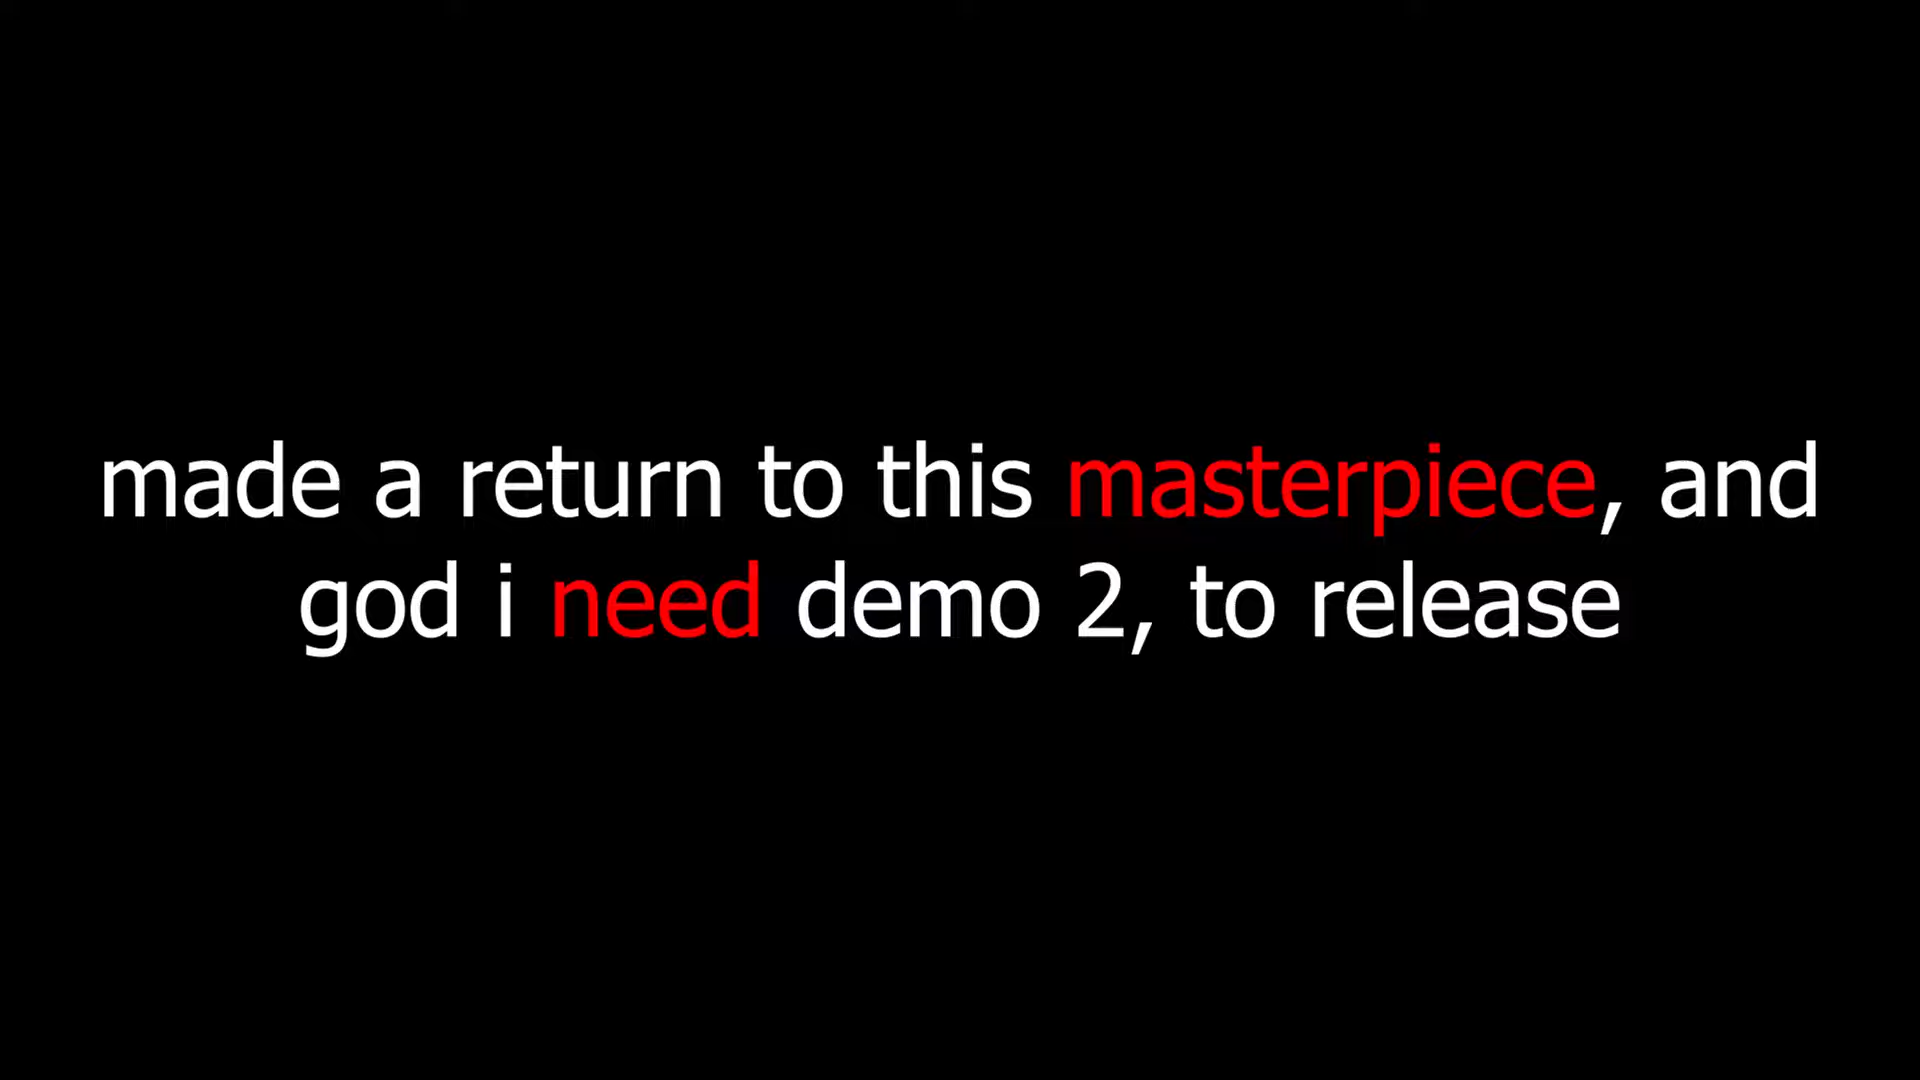 made a return to this masterpiece, and
god i need demo 2, to release